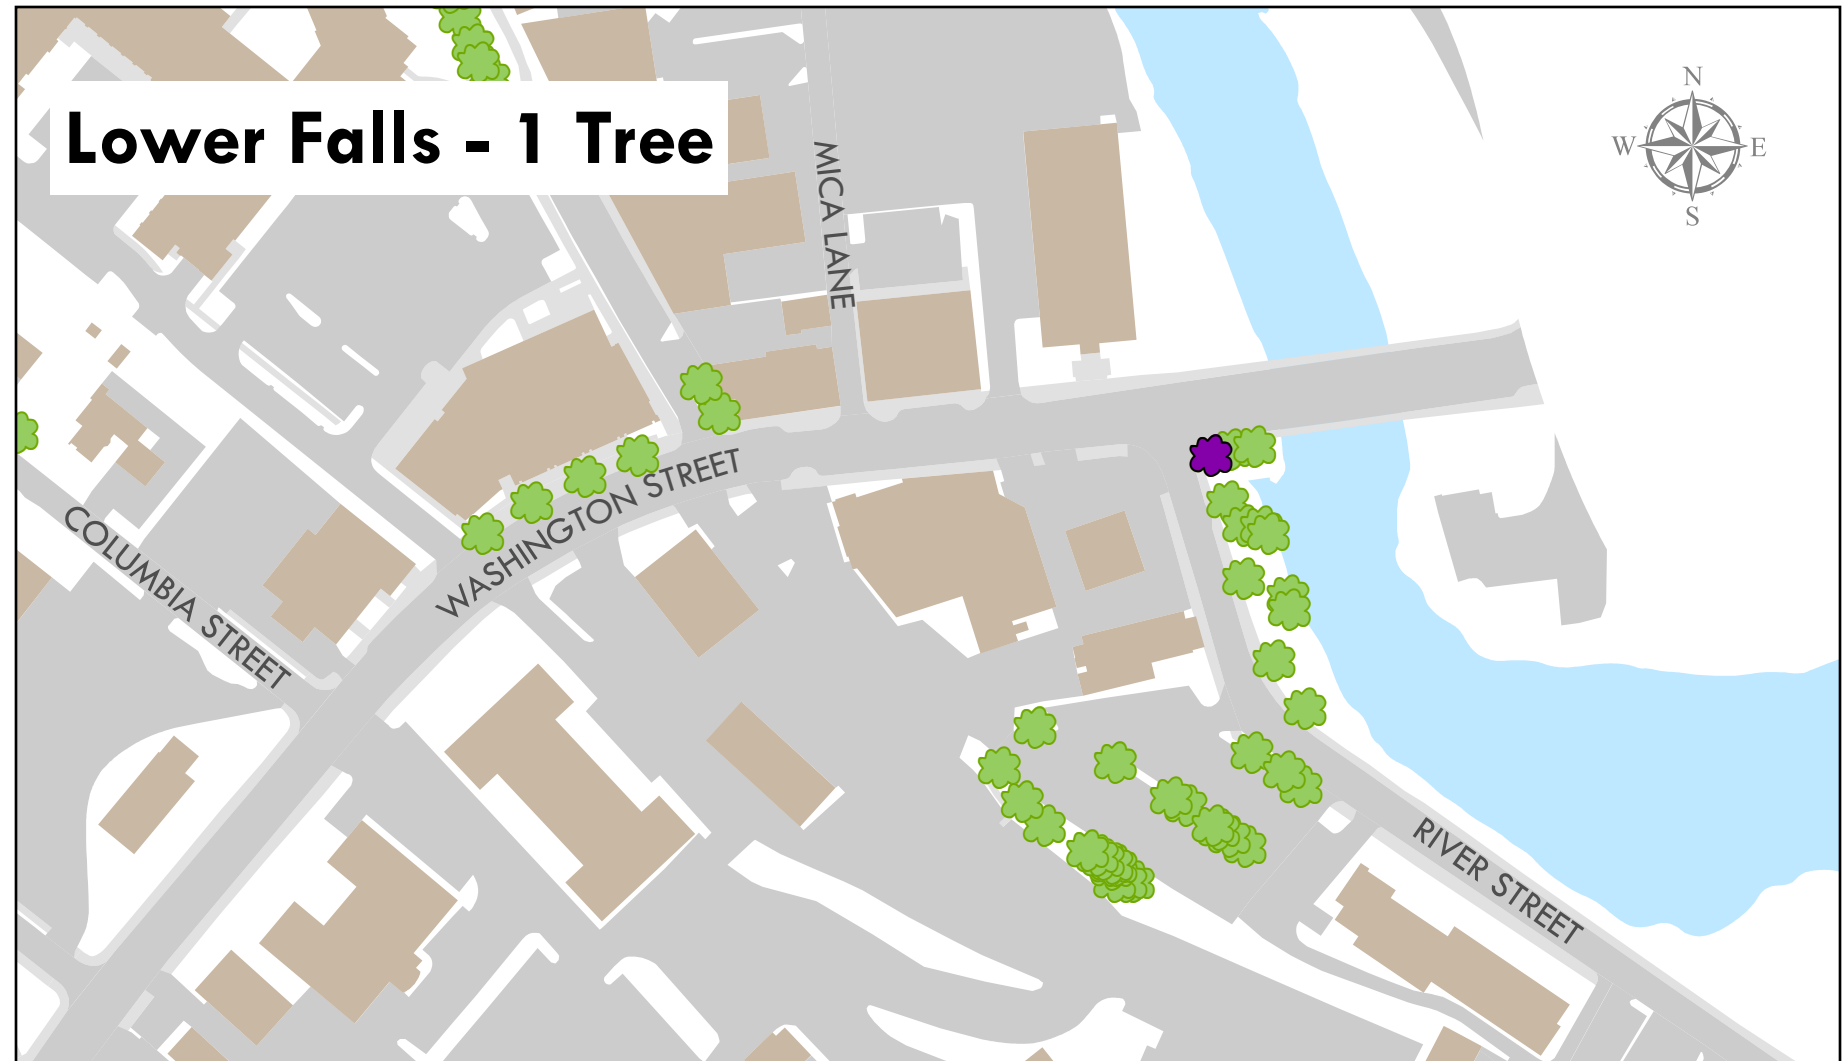 Lower Falls - 1 Tree
N
W
E
S
MICA LANE
WASHINGTON STREET
COLUMBIA STREET
RIVER STREET